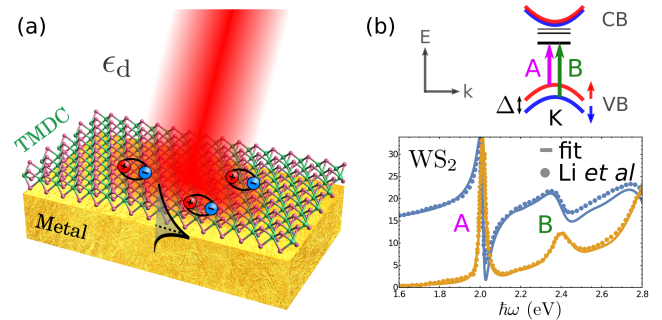 (a)
ϵd
TMDC
Metal
+
-
+
-
+
-
(b)
E
k
CB
A
B
Δ
K
VB
WS2
fit
Li et al
A
B
30
25
20
15
10
5
0
1.6
1.8
2.0
2.2
2.4
2.6
2.8
ħω (eV)